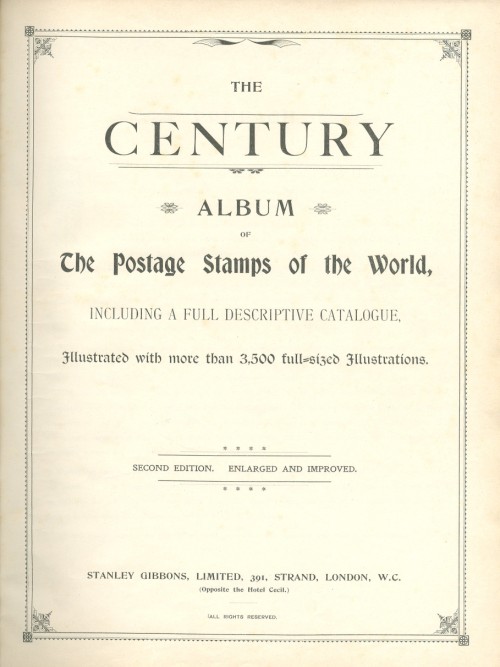 THE
CENTURY
ALBUM
OF
The Postage Stamps of the World,
INCLUDING A FULL DESCRIPTIVE CATALOGUE,
Illustrated with more than 3,500 full=sized Illustrations.
SECOND EDITION. ENLARGED AND IMPROVED.
STANLEY GIBBONS, LIMITED, 391, STRAND, LONDON, W.C.
(Opposite the Hotel Cecil.)
[ALL RIGHTS RESERVED.